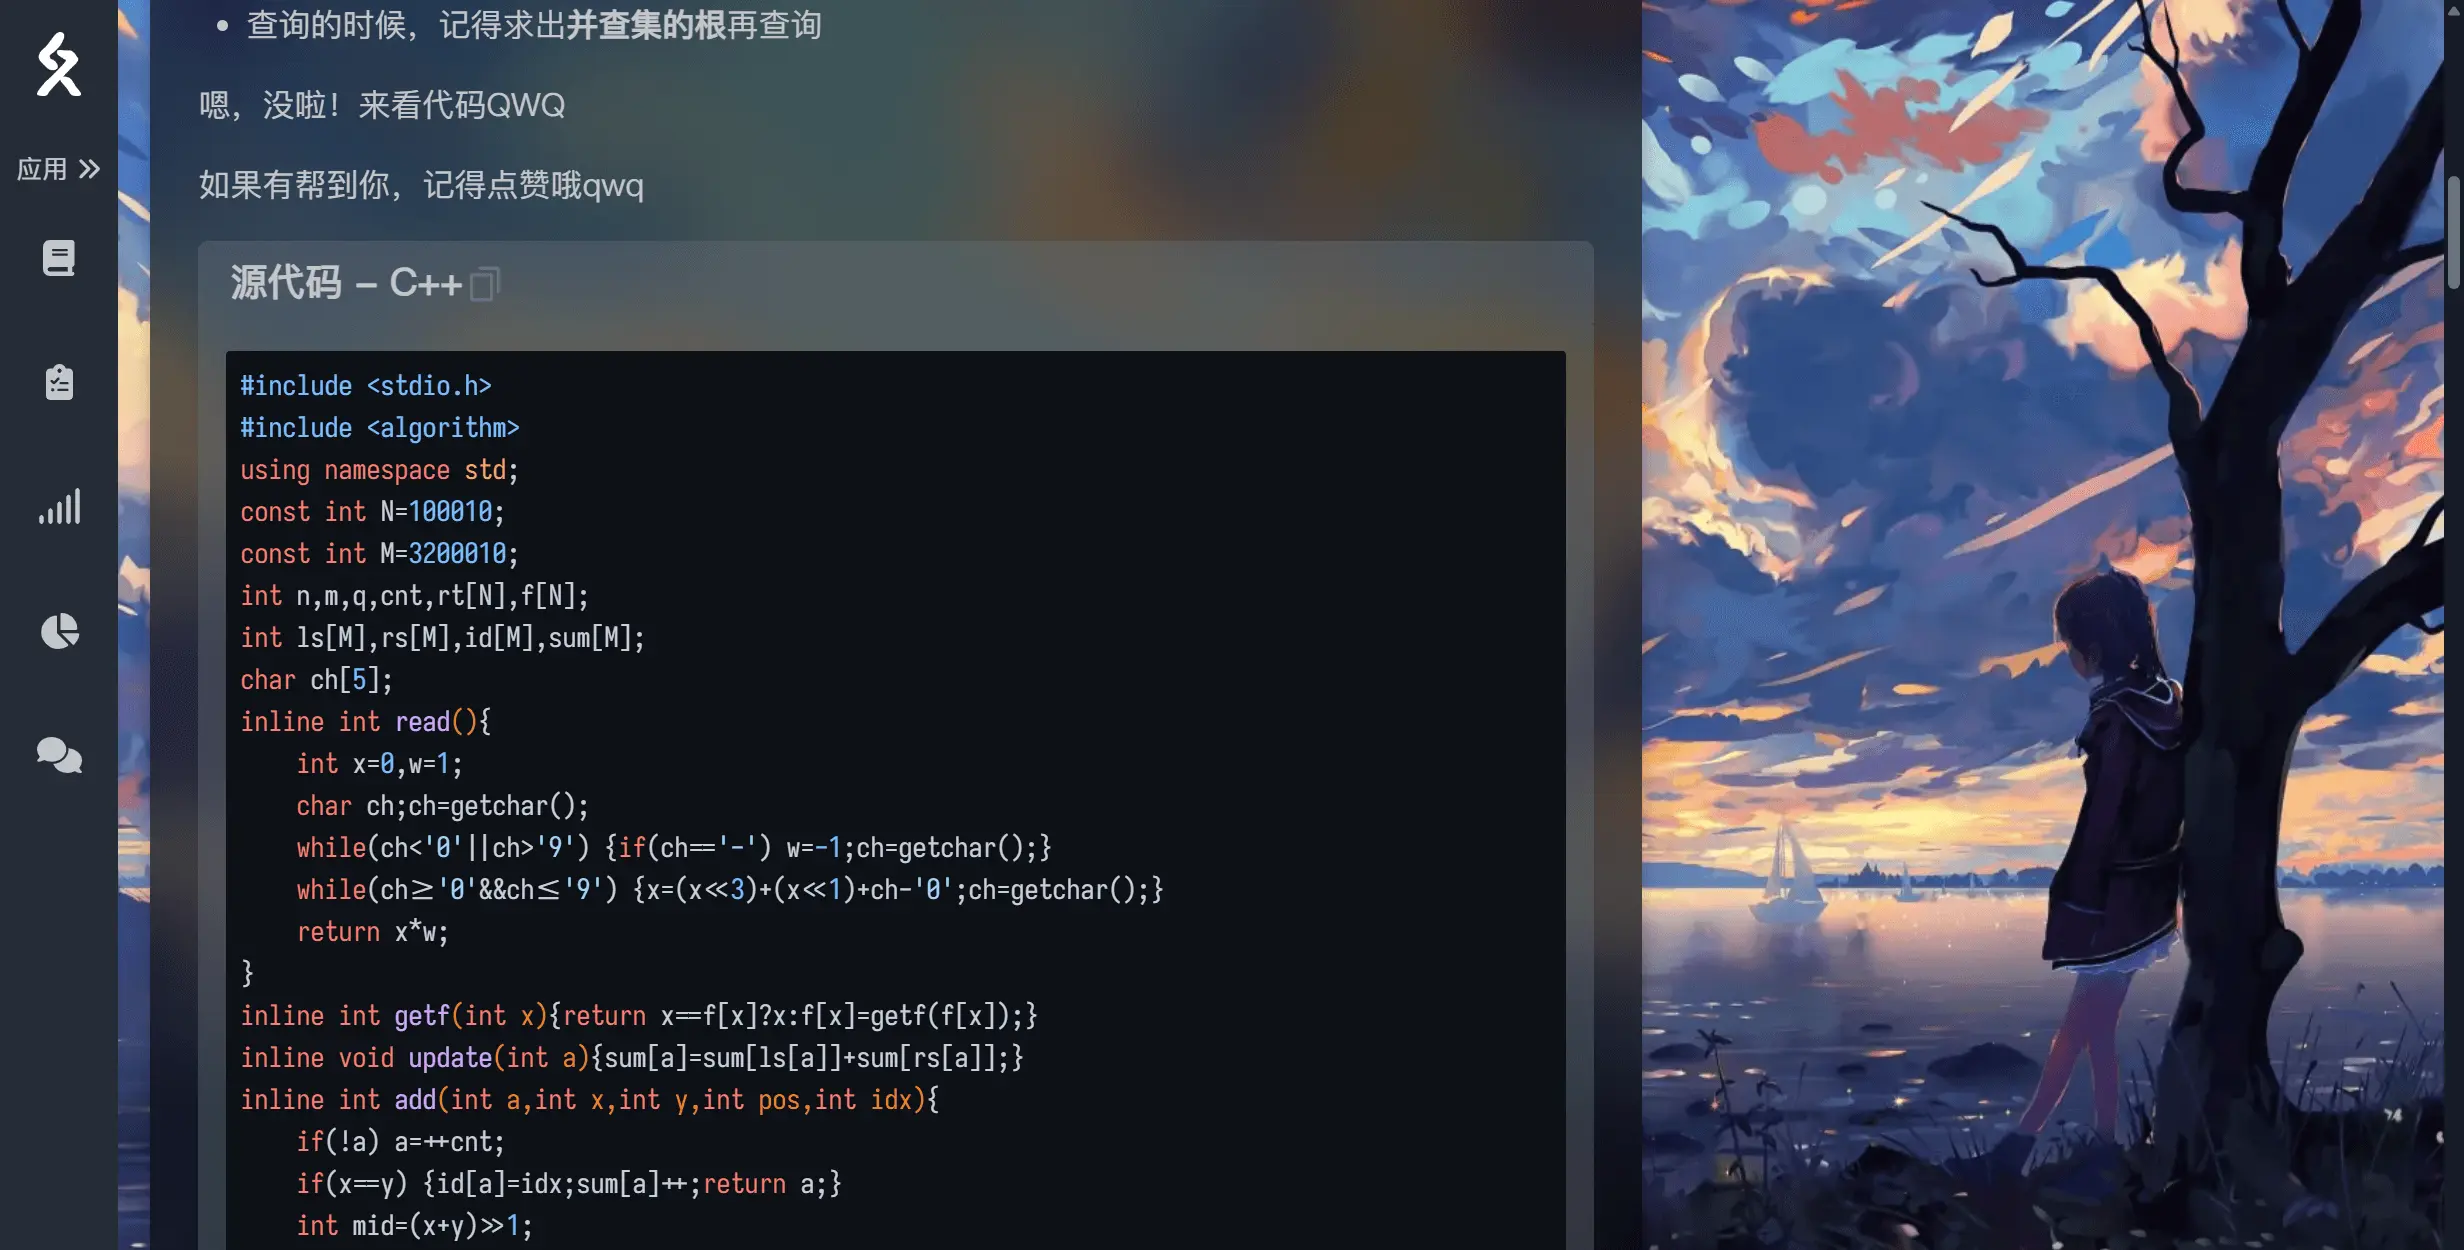 • 查询的时候，记得求出并查集的根再查询
嗯，没啦！来看代码QWQ
应用
如果有帮到你，记得点赞哦qwq
源代码 – C++
#include <stdio.h>
#include <algorithm>
using namespace std;
const int N=100010;
const int M=3200010;
int n,m,q,cnt,rt[N],f[N];
int ls[M],rs[M],id[M],sum[M];
char ch[5];
inline int read(){
    int x=0,w=1;
    char ch;ch=getchar();
    while(ch<'0'||ch>'9') {if(ch=='-') w=-1;ch=getchar();}
    while(ch>='0'&&ch<='9') {x=(x<<3)+(x<<1)+ch-'0';ch=getchar();}
    return x*w;
}
inline int getf(int x){return x==f[x]?x:f[x]=getf(f[x]);}
inline void update(int a){sum[a]=sum[ls[a]]+sum[rs[a]];}
inline int add(int a,int x,int y,int pos,int idx){
    if(!a) a=++cnt;
    if(x==y) {id[a]=idx;sum[a]++;return a;}
    int mid=(x+y)>>1;